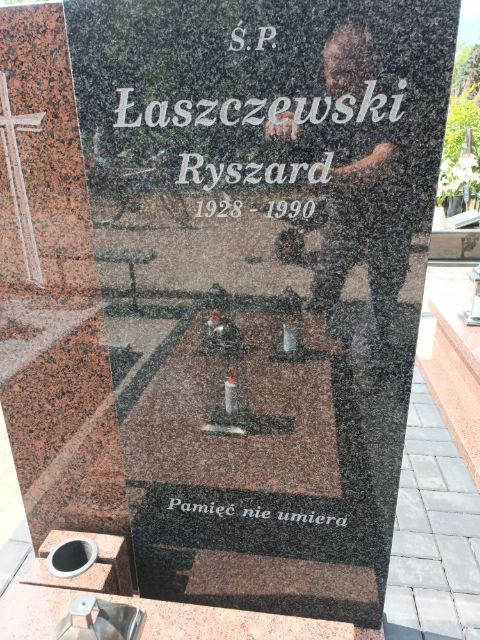 Ś.P.
Łaszczewski
Ryszard
1928 - 1990
Pamięć nie umiera